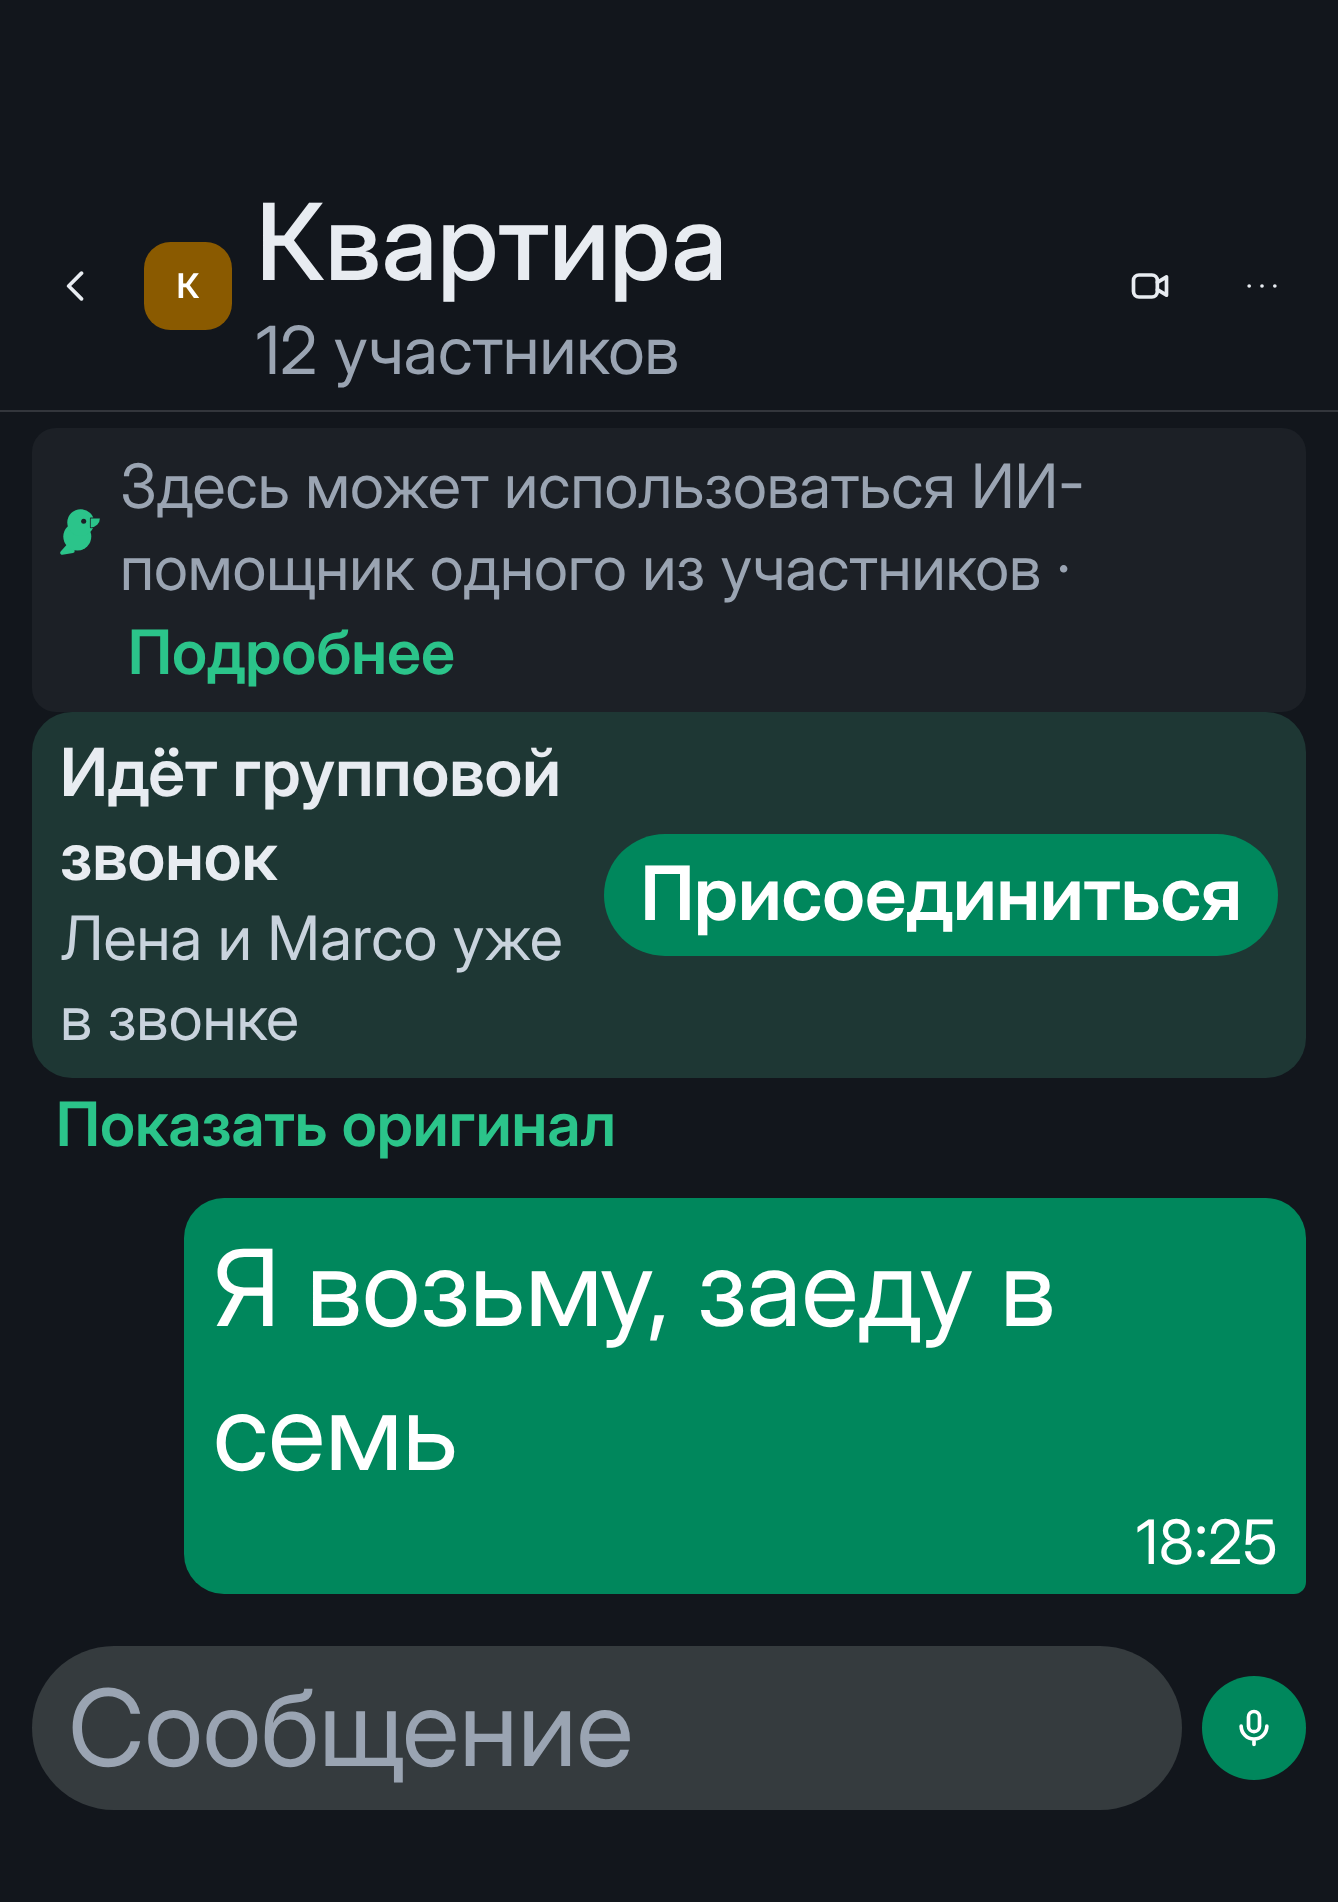 К
Квартира
12 участников
Здесь может использоваться ИИ-
помощник одного из участников ·
Подробнее
Идёт групповой
звонок
Лена и Marco уже
в звонке
Присоединиться
Показать оригинал
Я возьму, заеду в
семь
18:25
Сообщение